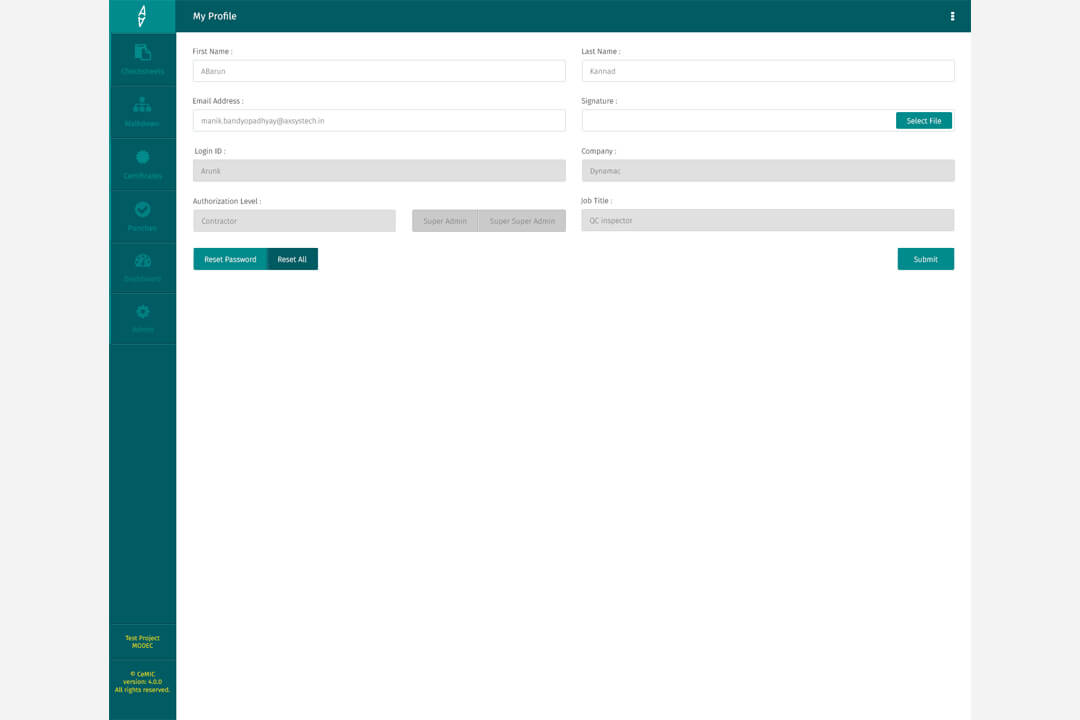 My Profile
Checksheets
Walkdown
Certificates
Punches
Dashboard
Admin
First Name :
Last Name :
ABarun
Kannad
Email Address :
Signature :
manik.bandyopadhyay@axsystech.in
Select File
Login ID :
Company :
Arunk
Dynamac
Authorization Level :
Job Title :
Contractor
Super Admin
Super Super Admin
QC inspector
Reset Password
Reset All
Submit
Test Project
MODEC
© CeMIC
version: 4.0.0
All rights reserved.